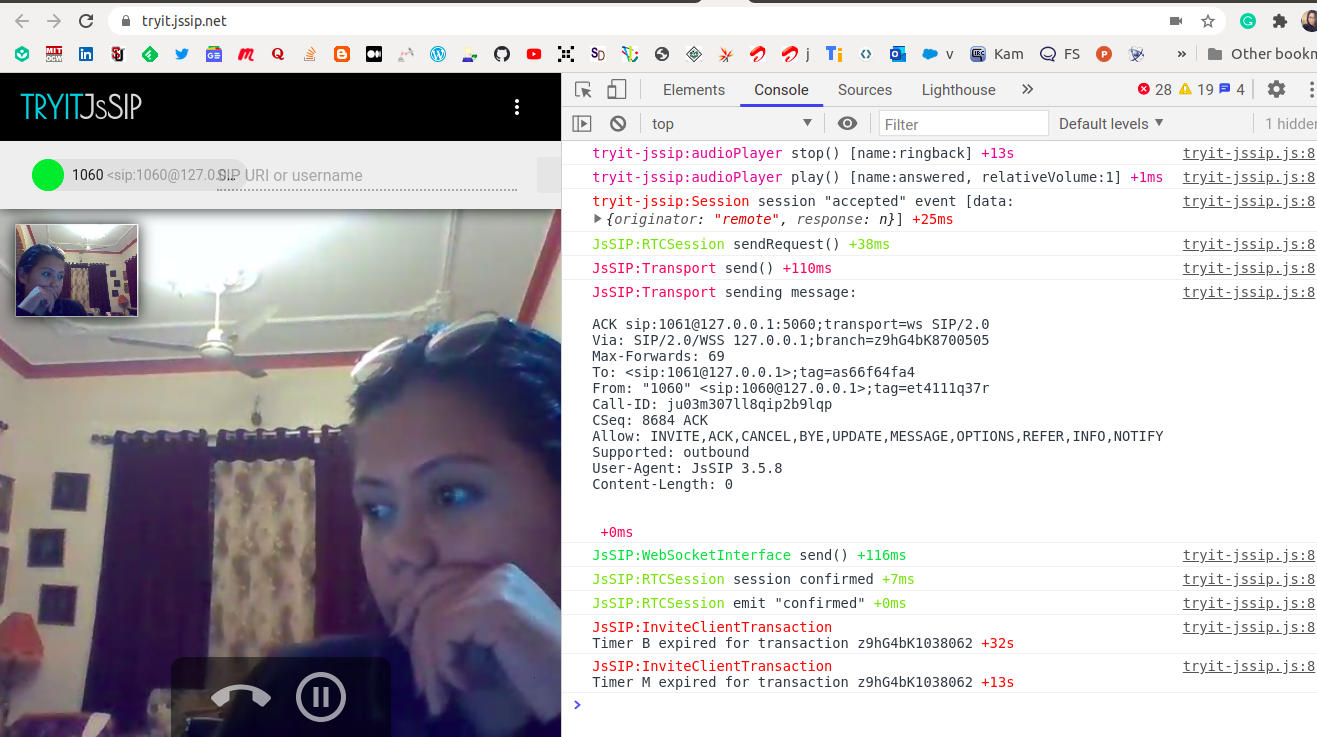 tryit.jssip.net
MIT
OCW
M
Q
SD
j
Ti
v
Kam
FS
P
»
Other bookm
TRYITJsSIP
1060 <sip:1060@127.0.0...
SIP URI or username
Elements
Console
Sources
Lighthouse
»
28
19
4
top
Filter
Default levels
1 hidden
tryit-jssip:audioPlayer stop() [name:ringback] +13s
tryit-jssip.js:8
tryit-jssip:audioPlayer play() [name:answered, relativeVolume:1] +1ms
tryit-jssip.js:8
tryit-jssip:Session session "accepted" event [data:
tryit-jssip.js:8
{originator: "remote", response: n}] +25ms
JsSIP:RTCSession sendRequest() +38ms
tryit-jssip.js:8
JsSIP:Transport send() +110ms
tryit-jssip.js:8
JsSIP:Transport sending message:
tryit-jssip.js:8
ACK sip:1061@127.0.0.1:5060;transport=ws SIP/2.0
Via: SIP/2.0/WSS 127.0.0.1;branch=z9hG4bK8700505
Max-Forwards: 69
To: <sip:1061@127.0.0.1>;tag=as66f64fa4
From: "1060" <sip:1060@127.0.0.1>;tag=et4111q37r
Call-ID: ju03m307ll8qip2b9lqp
CSeq: 8684 ACK
Allow: INVITE,ACK,CANCEL,BYE,UPDATE,MESSAGE,OPTIONS,REFER,INFO,NOTIFY
Supported: outbound
User-Agent: JsSIP 3.5.8
Content-Length: 0
+0ms
JsSIP:WebSocketInterface send() +116ms
tryit-jssip.js:8
JsSIP:RTCSession session confirmed +7ms
tryit-jssip.js:8
JsSIP:RTCSession emit "confirmed" +0ms
tryit-jssip.js:8
JsSIP:InviteClientTransaction
tryit-jssip.js:8
Timer B expired for transaction z9hG4bK1038062 +32s
JsSIP:InviteClientTransaction
tryit-jssip.js:8
Timer M expired for transaction z9hG4bK1038062 +13s